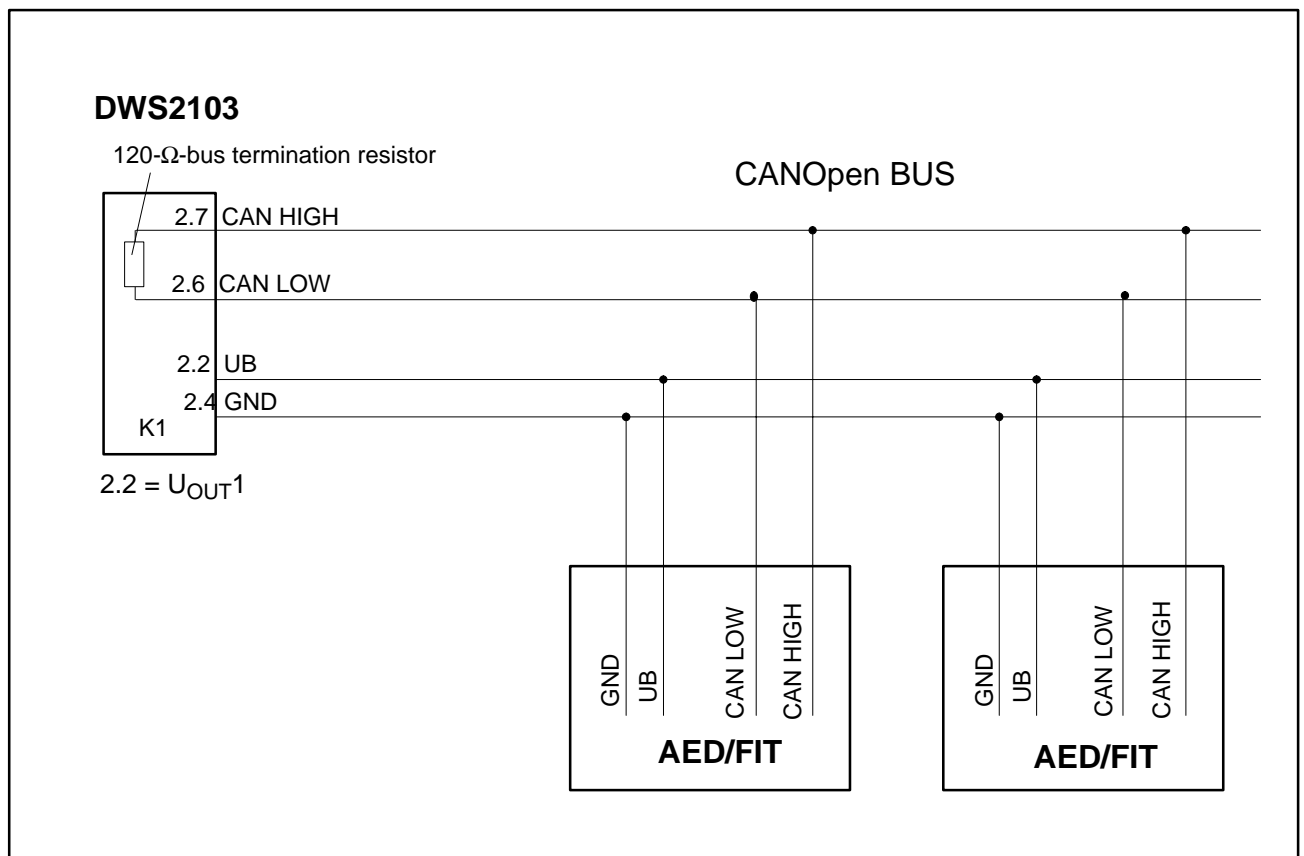 DWS2103
120-Ω-bus termination resistor
CANOpen BUS
2.7 CAN HIGH
2.6 CAN LOW
2.2 UB
2.4 GND
K1
2.2 = UOUT1
GND
UB
CAN LOW
CAN HIGH
AED/FIT
GND
UB
CAN LOW
CAN HIGH
AED/FIT